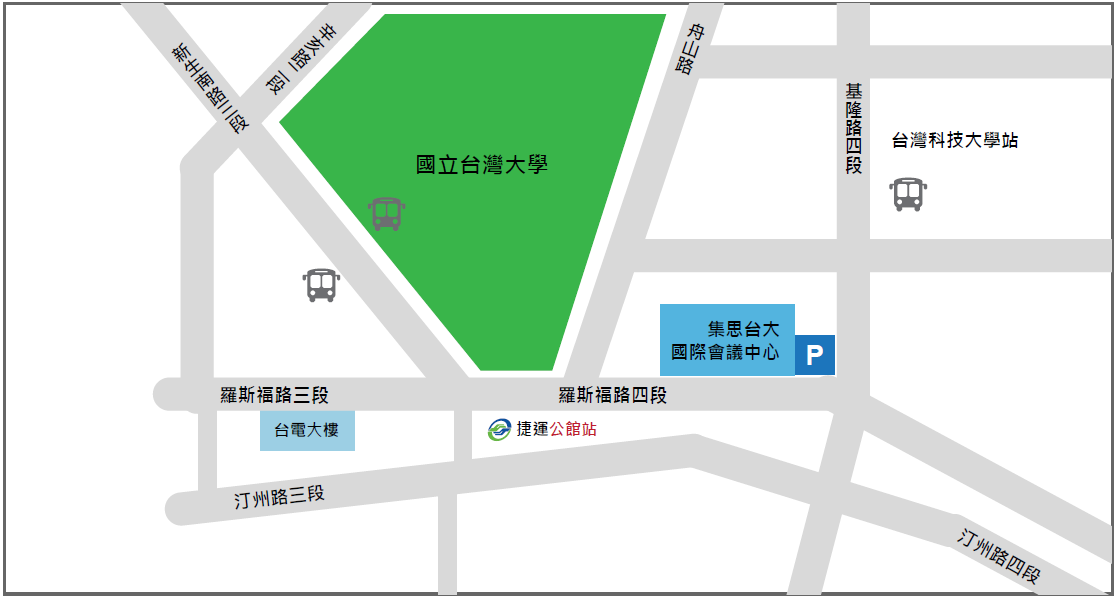 辛亥路二段
新生南路三段
舟山路
基隆路四段
台灣科技大學站
國立台灣大學
集思台大
國際會議中心
P
羅斯福路三段
羅斯福路四段
台電大樓
捷運公館站
汀州路三段
汀州路四段